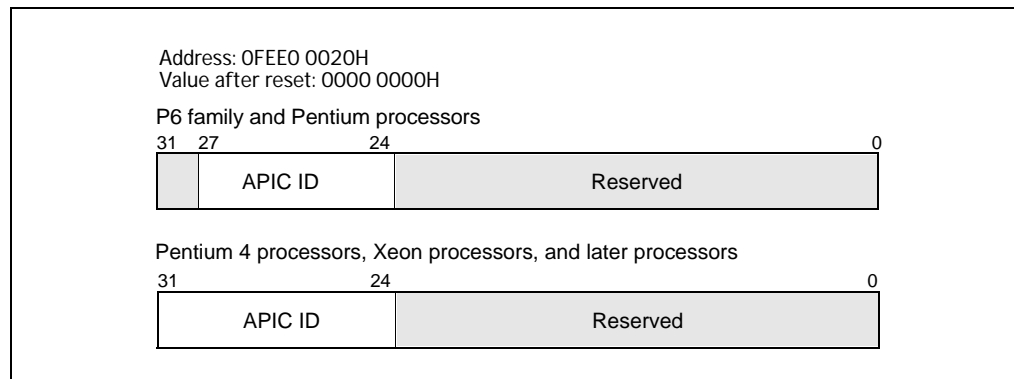 Address: 0FEE0 0020H
Value after reset: 0000 0000H
P6 family and Pentium processors
31 27 24 0
APIC ID Reserved
Pentium 4 processors, Xeon processors, and later processors
31 24 0
APIC ID Reserved